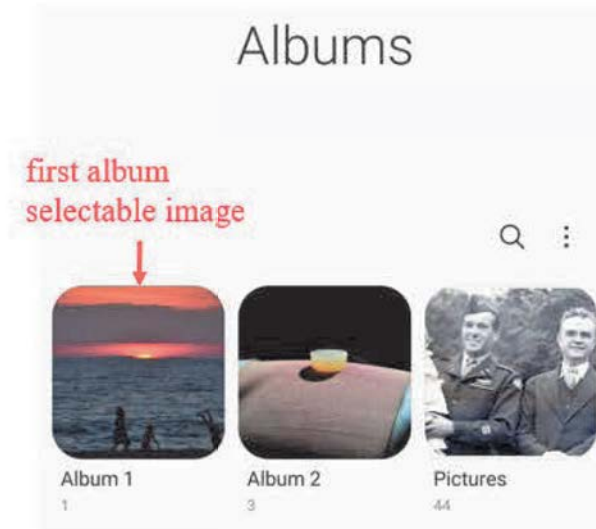 Albums
first album
selectable image
Album 1
Album 2
Pictures
1
3
44